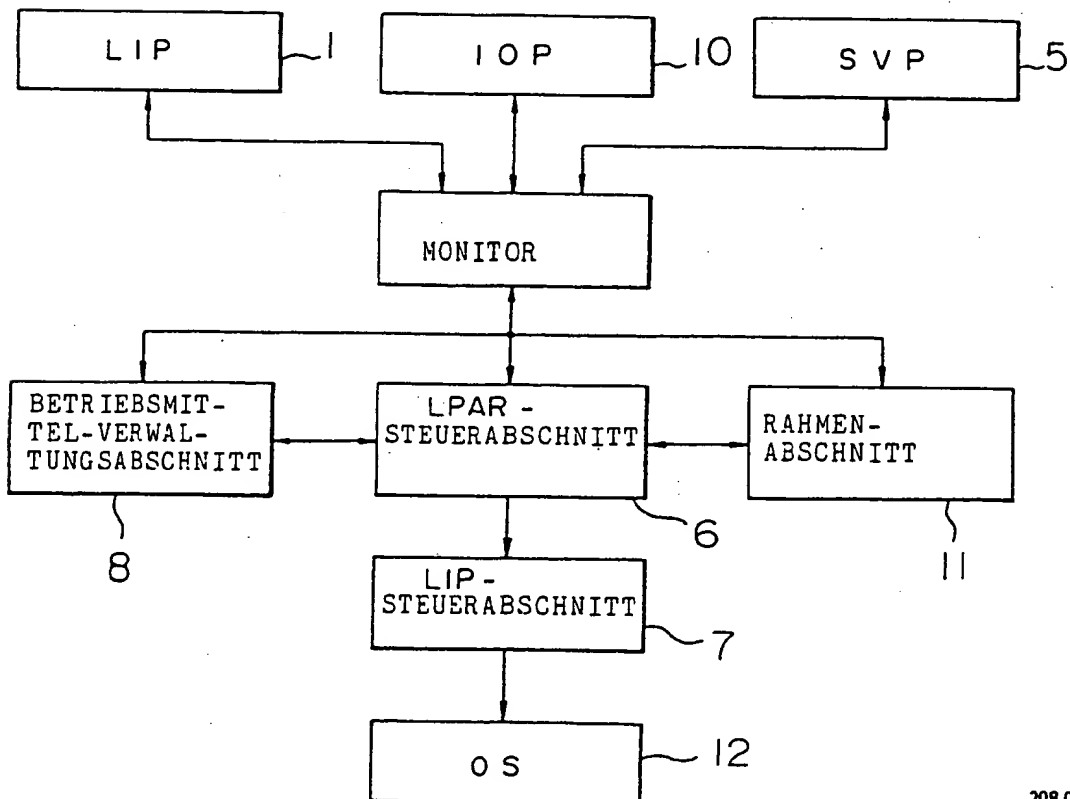 LIP
1
IOP
10
SVP
5
MONITOR
BETRIEBSMIT-
TEL-VERWAL-
TUNGSABSCHNITT
8
LPAR-
STEUERABSCHNITT
6
RAHMEN-
ABSCHNITT
11
LIP-
STEUERABSCHNITT
7
OS
12